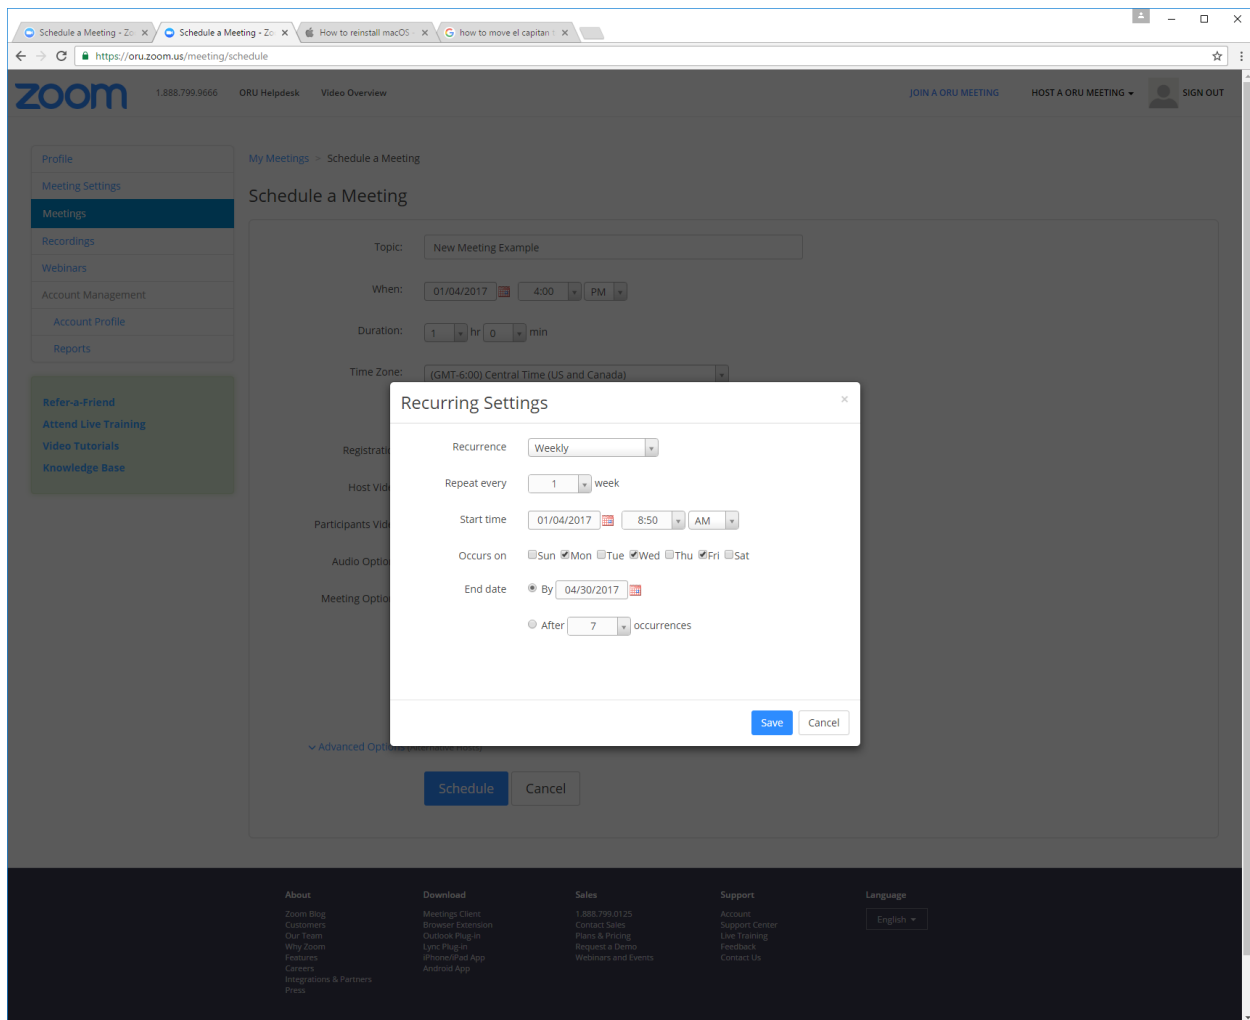 Schedule a Meeting - Zo
Schedule a Meeting - Zo
How to reinstall macOS
how to move el capitan
https://oru.zoom.us/meeting/schedule
zoom
1.888.799.9666
ORU Helpdesk
Video Overview
JOIN A ORU MEETING
HOST A ORU MEETING
SIGN OUT
Profile
Meeting Settings
Meetings
Recordings
Webinars
Account Management
Account Profile
Reports
Refer-a-Friend
Attend Live Training
Video Tutorials
Knowledge Base
My Meetings > Schedule a Meeting
Schedule a Meeting
Topic: New Meeting Example
When: 01/04/2017 4:00 PM
Duration: 1 hr 0 min
Time Zone: (GMT-6:00) Central Time (US and Canada)
Registratio
Host Vide
Participants Vide
Audio Option
Meeting Option
Recurring Settings ×
Recurrence Weekly
Repeat every 1 week
Start time 01/04/2017 8:50 AM
Occurs on Sun Mon Tue Wed Thu Fri Sat
End date By 04/30/2017
After 7 occurrences
Save Cancel
Advanced Options (Alternative Hosts)
Schedule Cancel
About
Zoom Blog
Customers
Our Team
Why Zoom
Features
Careers
Integrations & Partners
Press
Download
Meetings Client
Browser Extension
Outlook Plug-in
Lync Plug-in
iPhone/iPad App
Android App
Sales
1.888.799.0125
Contact Sales
Plans & Pricing
Request a Demo
Webinars and Events
Support
Account
Support Center
Live Training
Feedback
Contact Us
Language
English